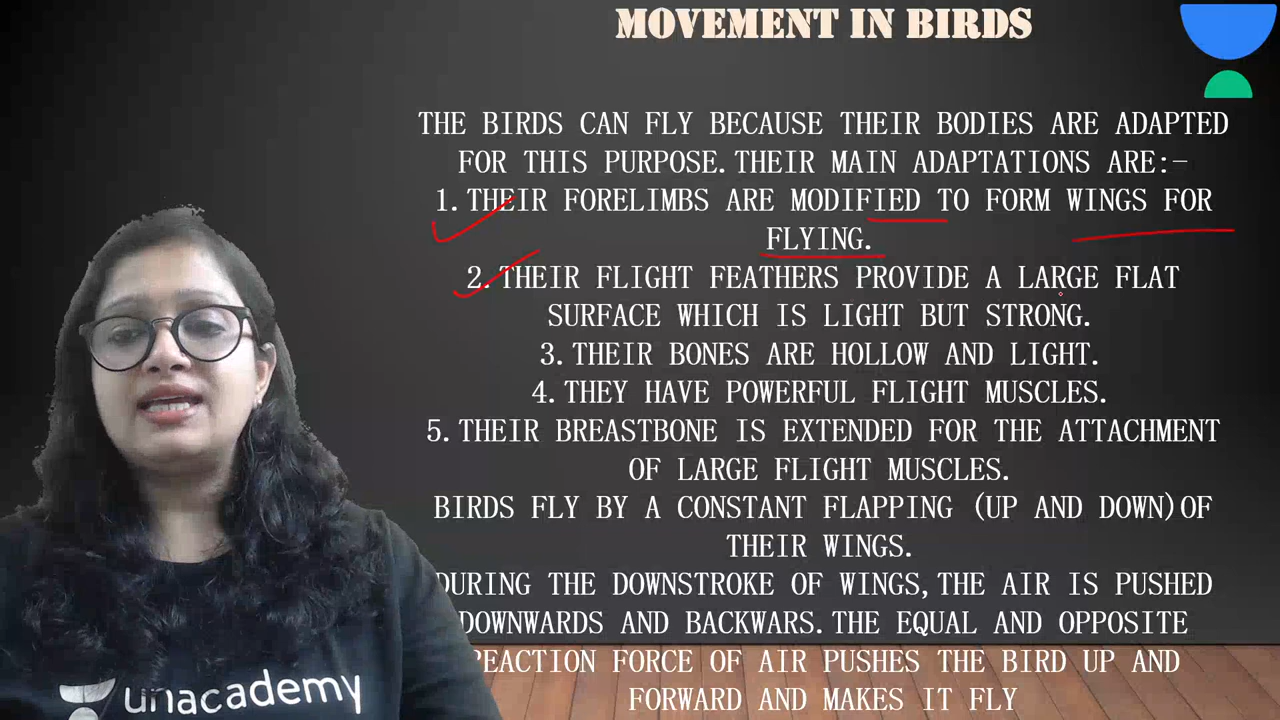 MOVEMENT IN BIRDS
THE BIRDS CAN FLY BECAUSE THEIR BODIES ARE ADAPTED
FOR THIS PURPOSE.THEIR MAIN ADAPTATIONS ARE:-
1.THEIR FORELIMBS ARE MODIFIED TO FORM WINGS FOR
FLYING.
2.THEIR FLIGHT FEATHERS PROVIDE A LARGE FLAT
SURFACE WHICH IS LIGHT BUT STRONG.
3.THEIR BONES ARE HOLLOW AND LIGHT.
4.THEY HAVE POWERFUL FLIGHT MUSCLES.
5.THEIR BREASTBONE IS EXTENDED FOR THE ATTACHMENT
OF LARGE FLIGHT MUSCLES.
BIRDS FLY BY A CONSTANT FLAPPING (UP AND DOWN)OF
THEIR WINGS.
DURING THE DOWNSTROKE OF WINGS,THE AIR IS PUSHED
DOWNWARDS AND BACKWARS.THE EQUAL AND OPPOSITE
REACTION FORCE OF AIR PUSHES THE BIRD UP AND
FORWARD AND MAKES IT FLY
unacademy